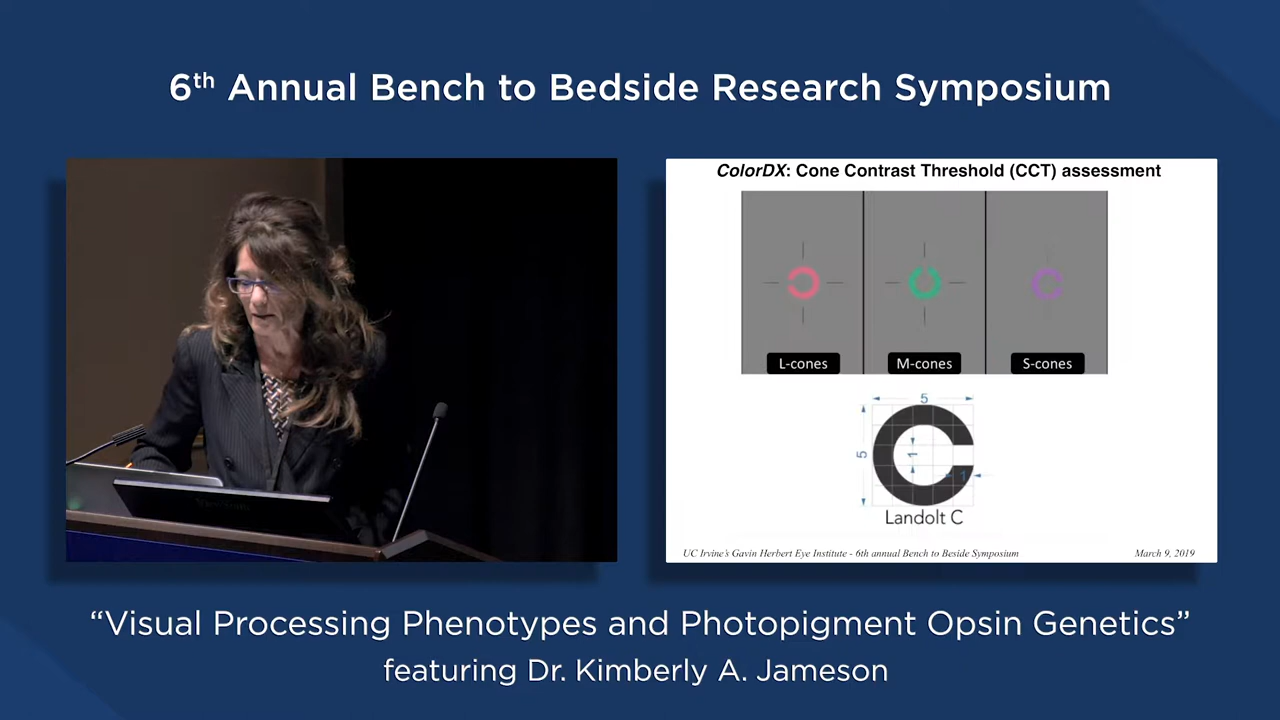 6th Annual Bench to Bedside Research Symposium
ColorDX: Cone Contrast Threshold (CCT) assessment
L-cones
M-cones
S-cones
5
5
1
1
Landolt C
UC Irvine's Gavin Herbert Eye Institute - 6th annual Bench to Beside Symposium
March 9, 2019
“Visual Processing Phenotypes and Photopigment Opsin Genetics”
featuring Dr. Kimberly A. Jameson